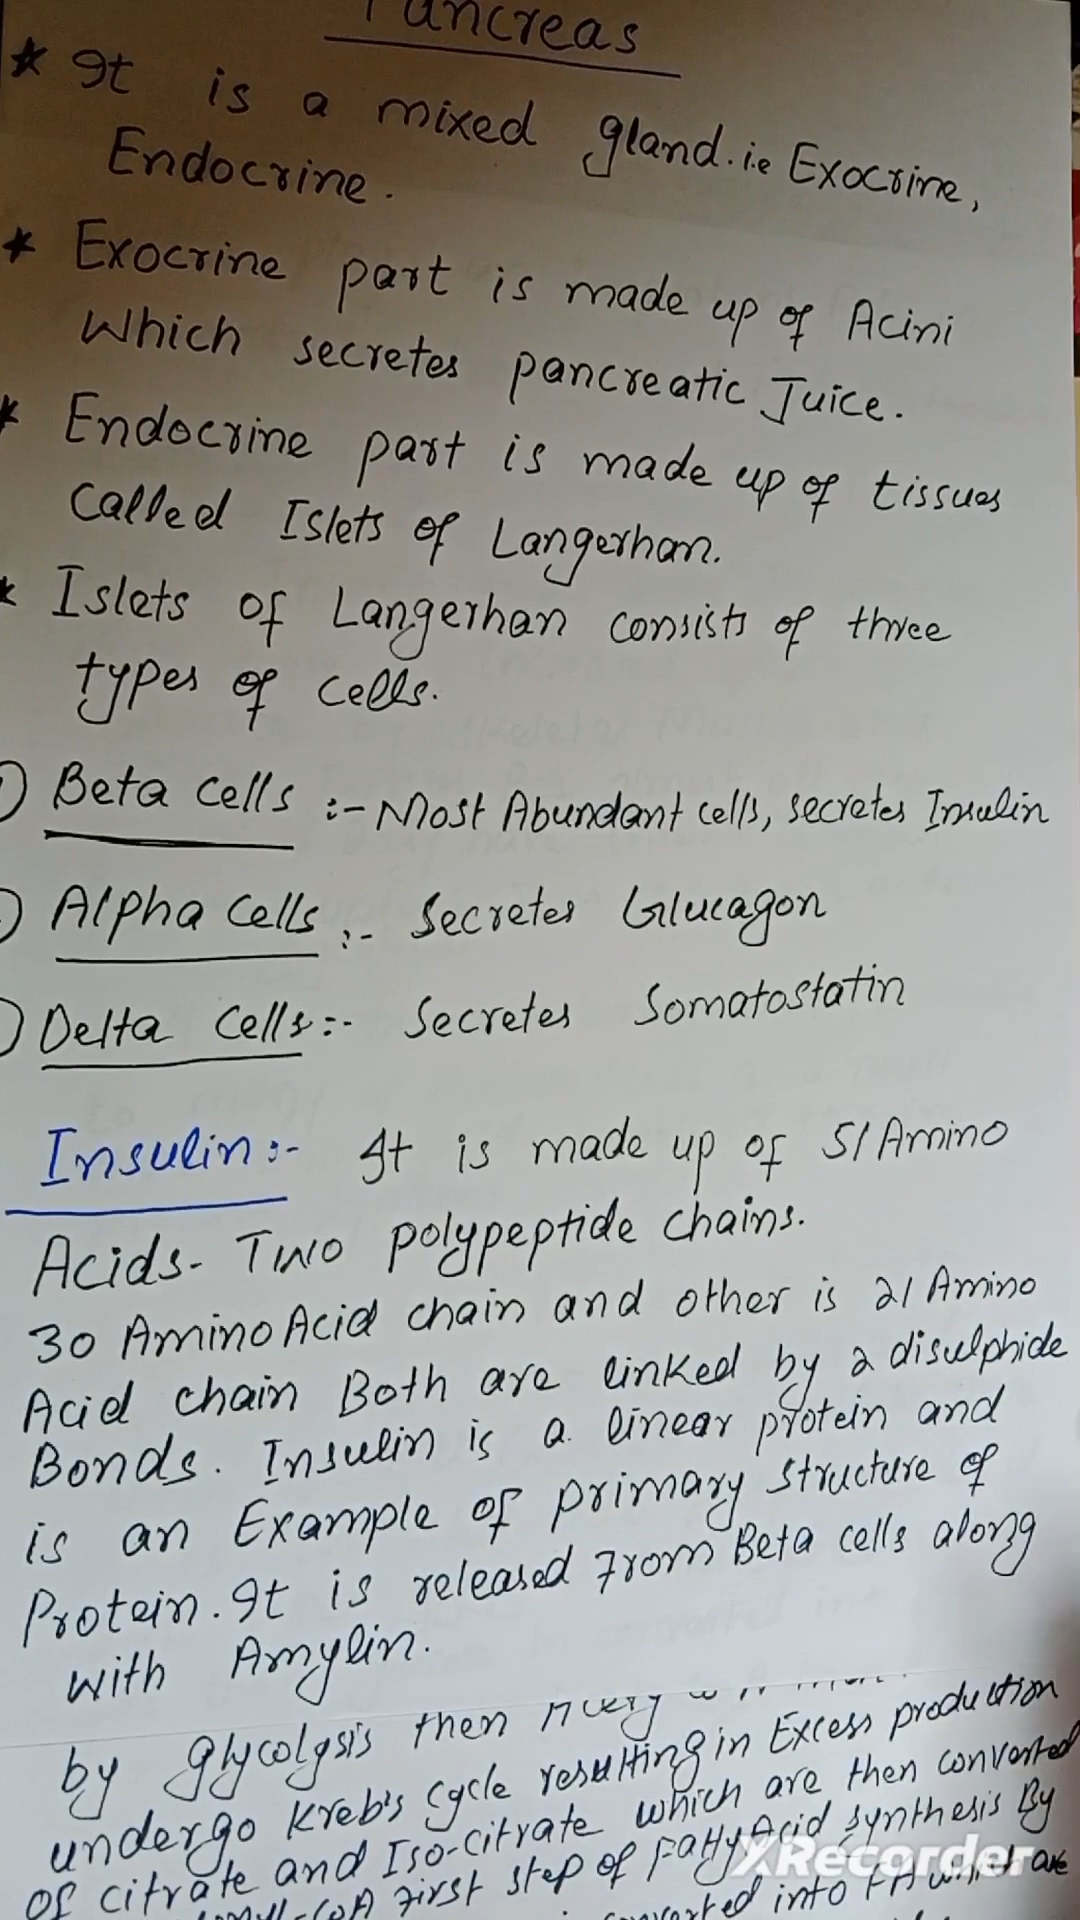 Pancreas
* It is a mixed gland. i.e Exocrine,
Endocrine.
* Exocrine part is made up of Acini
Which secretes pancreatic Juice.
* Endocrine part is made up of tissues
Called Islets of Langerhan.
* Islets of Langerhan consists of three
types of cells.
Beta cells :- Most Abundant cells, secretes Insulin
Alpha cells :- Secretes Glucagon
Delta cells :- Secretes Somatostatin
Insulin :- It is made up of 51 Amino
Acids- Two polypeptide chains.
30 Amino Acid chain and other is 21 Amino
Acid chain Both are linked by 2 disulphide
Bonds. Insulin is a linear protein and
is an Example of primary structure of
Protein. It is released from Beta cells along
with Amylin.
by glycolysis then
undergo Kreb's cycle resulting in Excess production
of citrate and Iso-citrate which are then converted
first step of Fatty Acid synthesis By
into FA which are
XRecorder